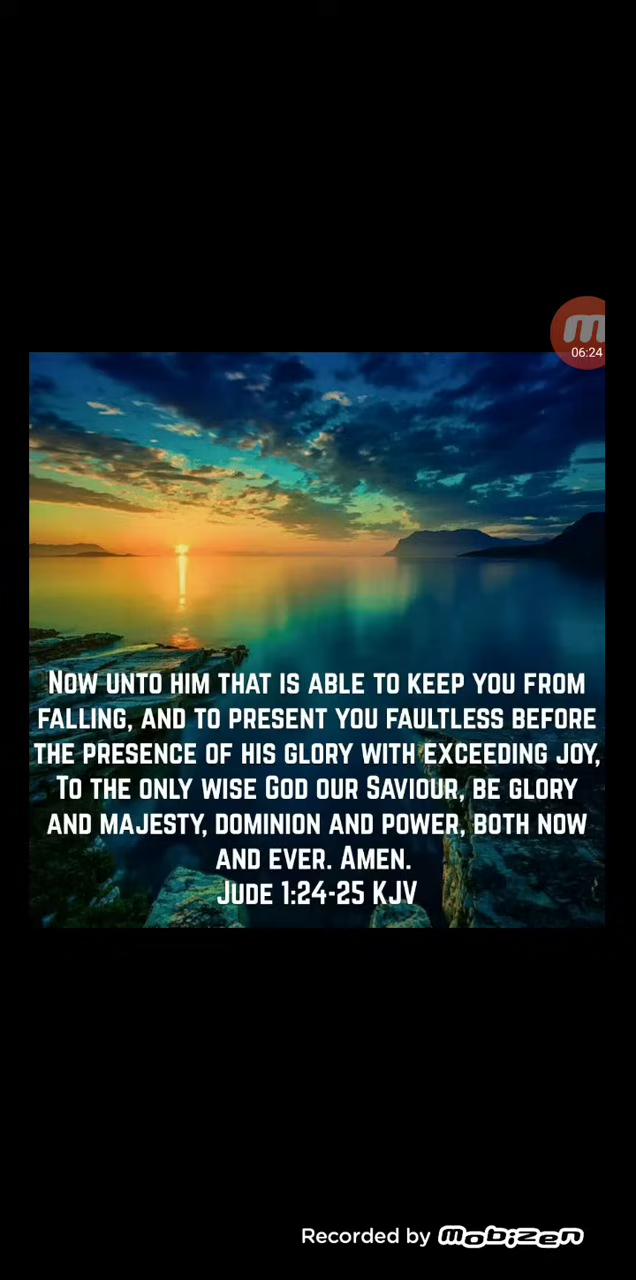 m
06:24
Now unto him that is able to keep you from
falling, and to present you faultless before
the presence of his glory with exceeding joy,
To the only wise God our Saviour, be glory
and majesty, dominion and power, both now
and ever. Amen.
Jude 1:24-25 KJV
Recorded by mobizen